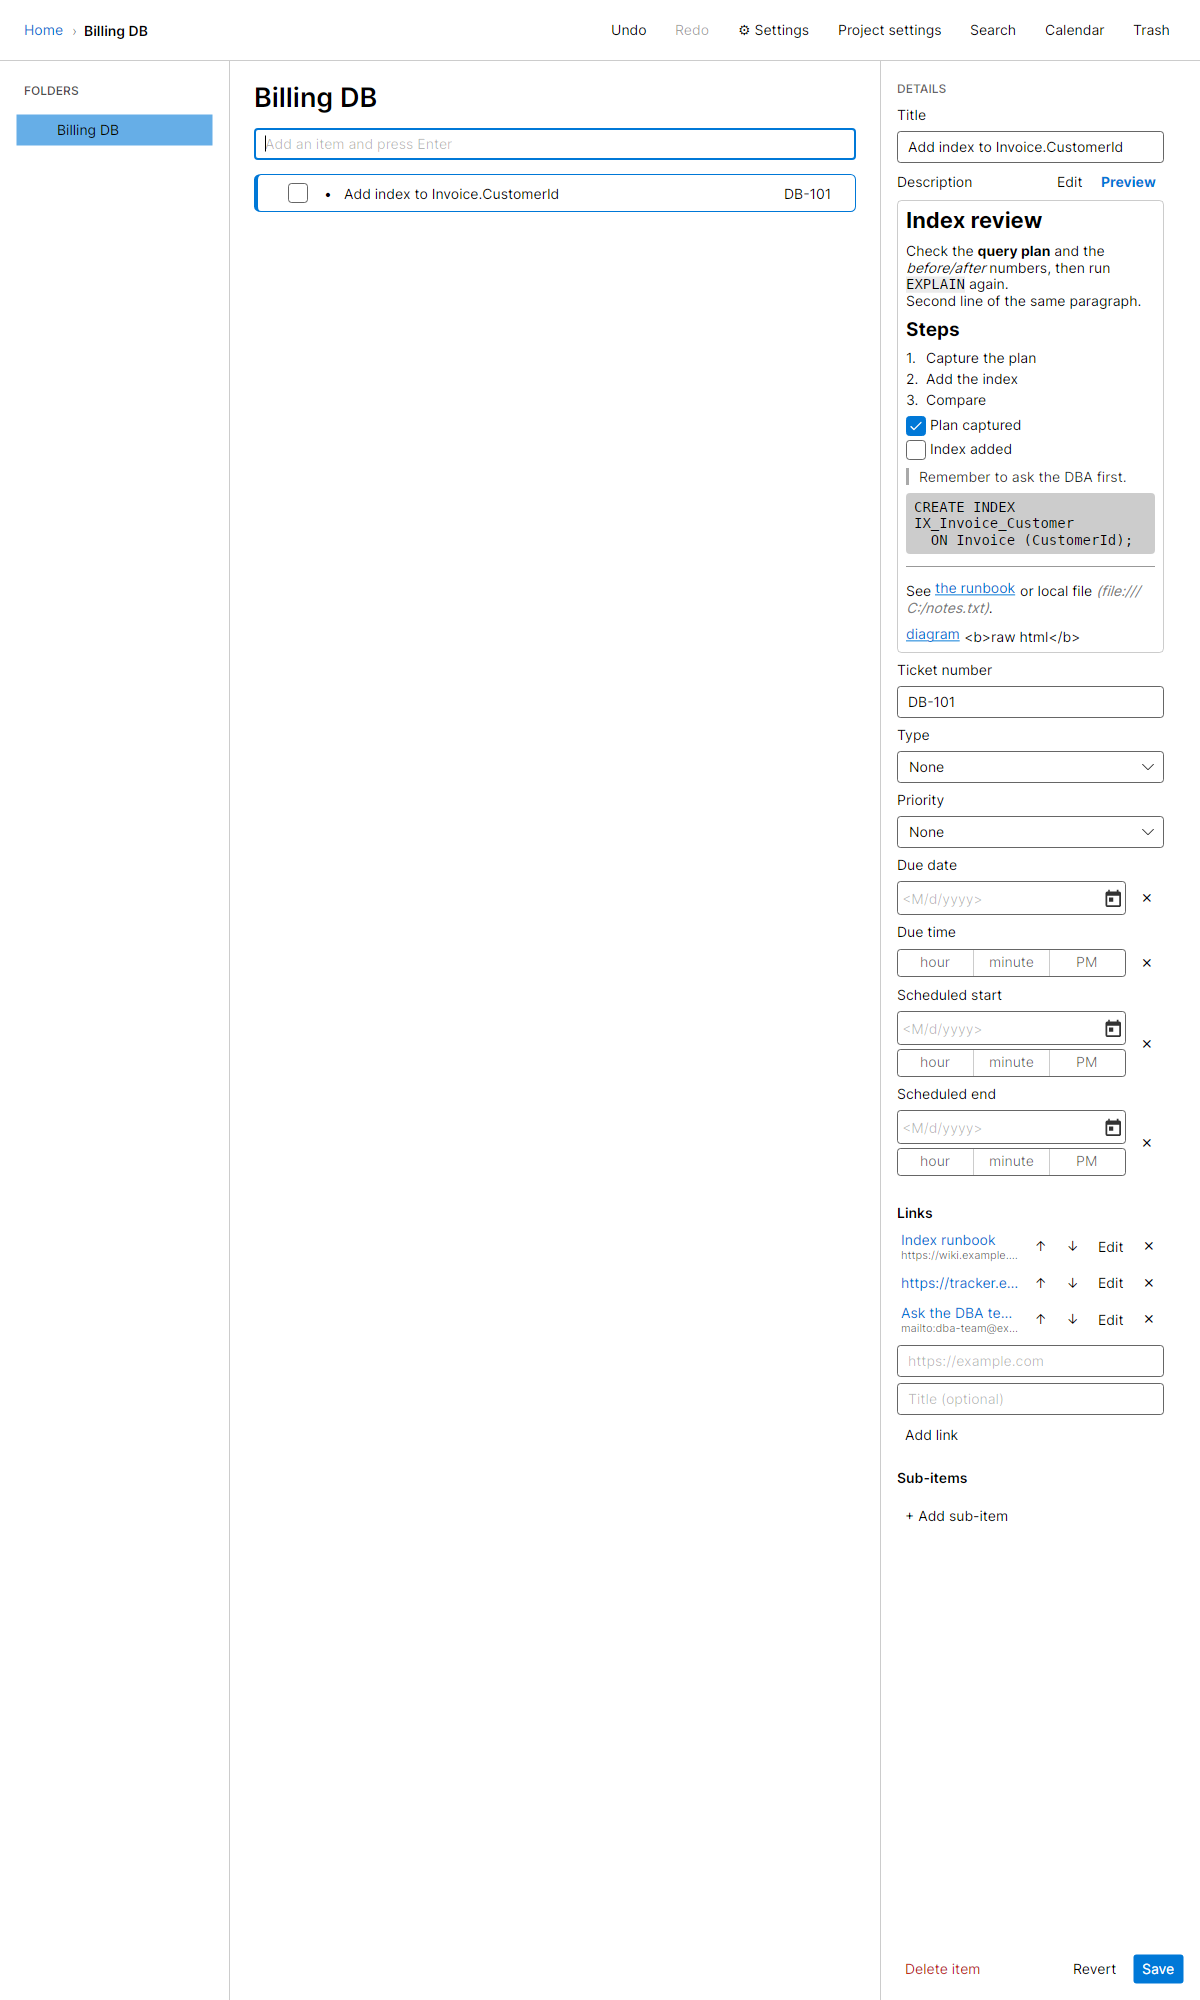 Home › Billing DB
Undo
Redo
⚙ Settings
Project settings
Search
Calendar
Trash
FOLDERS
Billing DB
Billing DB
Add an item and press Enter
• Add index to Invoice.CustomerId
DB-101
DETAILS
Title
Add index to Invoice.CustomerId
Description
Edit
Preview
Index review
Check the query plan and the
before/after numbers, then run
EXPLAIN again.
Second line of the same paragraph.
Steps
1. Capture the plan
2. Add the index
3. Compare
Plan captured
Index added
Remember to ask the DBA first.
CREATE INDEX
IX_Invoice_Customer
ON Invoice (CustomerId);
See the runbook or local file (file:///
C:/notes.txt).
diagram <b>raw html</b>
Ticket number
DB-101
Type
None
Priority
None
Due date
<M/d/yyyy>
×
Due time
hour
minute
PM
×
Scheduled start
<M/d/yyyy>
×
hour
minute
PM
Scheduled end
<M/d/yyyy>
×
hour
minute
PM
Links
Index runbook
https://wiki.example....
↑ ↓ Edit ×
https://tracker.e...
↑ ↓ Edit ×
Ask the DBA te...
mailto:dba-team@ex...
↑ ↓ Edit ×
https://example.com
Title (optional)
Add link
Sub-items
+ Add sub-item
Delete item
Revert
Save